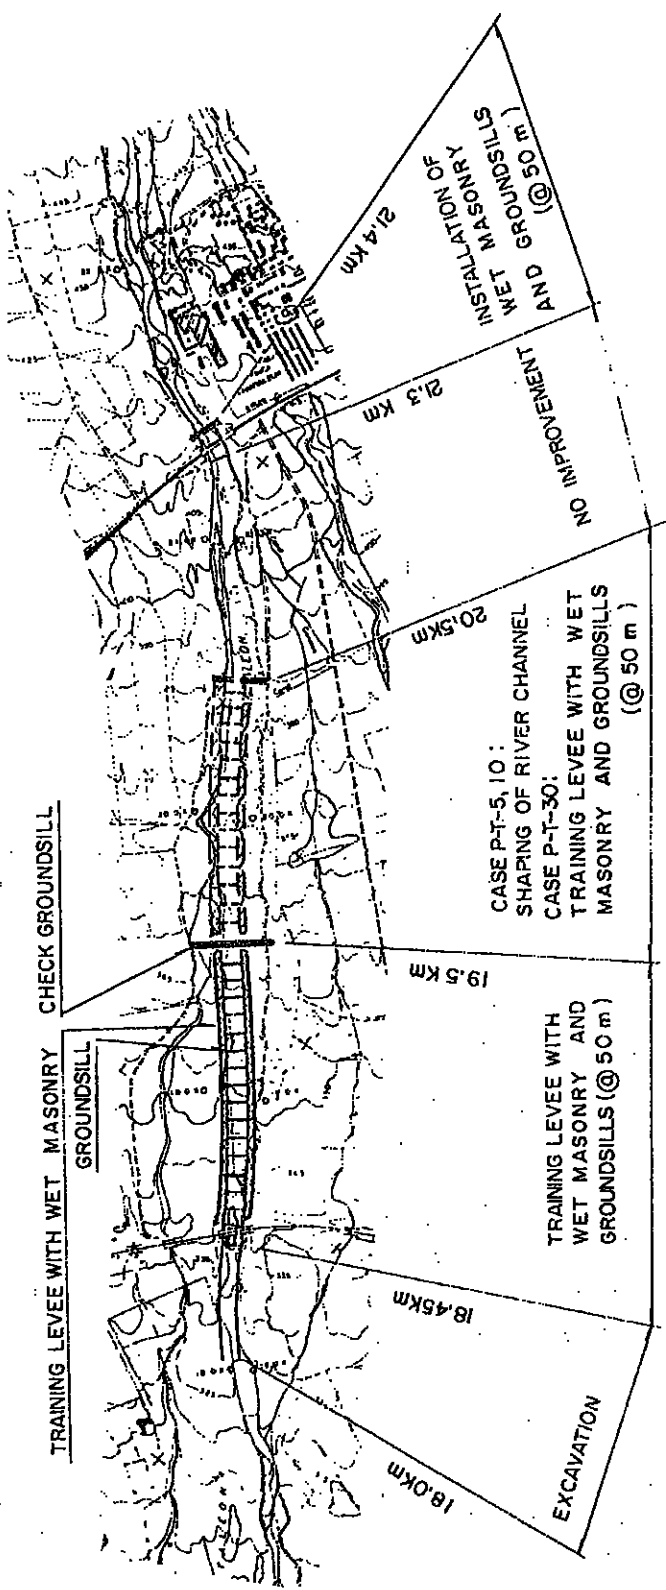 TRAINING LEVEE WITH WET MASONRY
GROUNDSILL
CHECK GROUNDSILL
18.0km
18.45km
19.5 Km
20.5km
21.3 Km
21.4 Km
EXCAVATION
TRAINING LEVEE WITH
WET MASONRY AND
GROUNDSILLS (@ 50 m)
CASE P-T-5, 10 :
SHAPING OF RIVER CHANNEL
CASE P-T-30:
TRAINING LEVEE WITH WET
MASONRY AND GROUNDSILLS
(@ 50 m)
NO IMPROVEMENT
INSTALLATION OF
WET MASONRY
AND GROUNDSILLS
(@ 50 m)